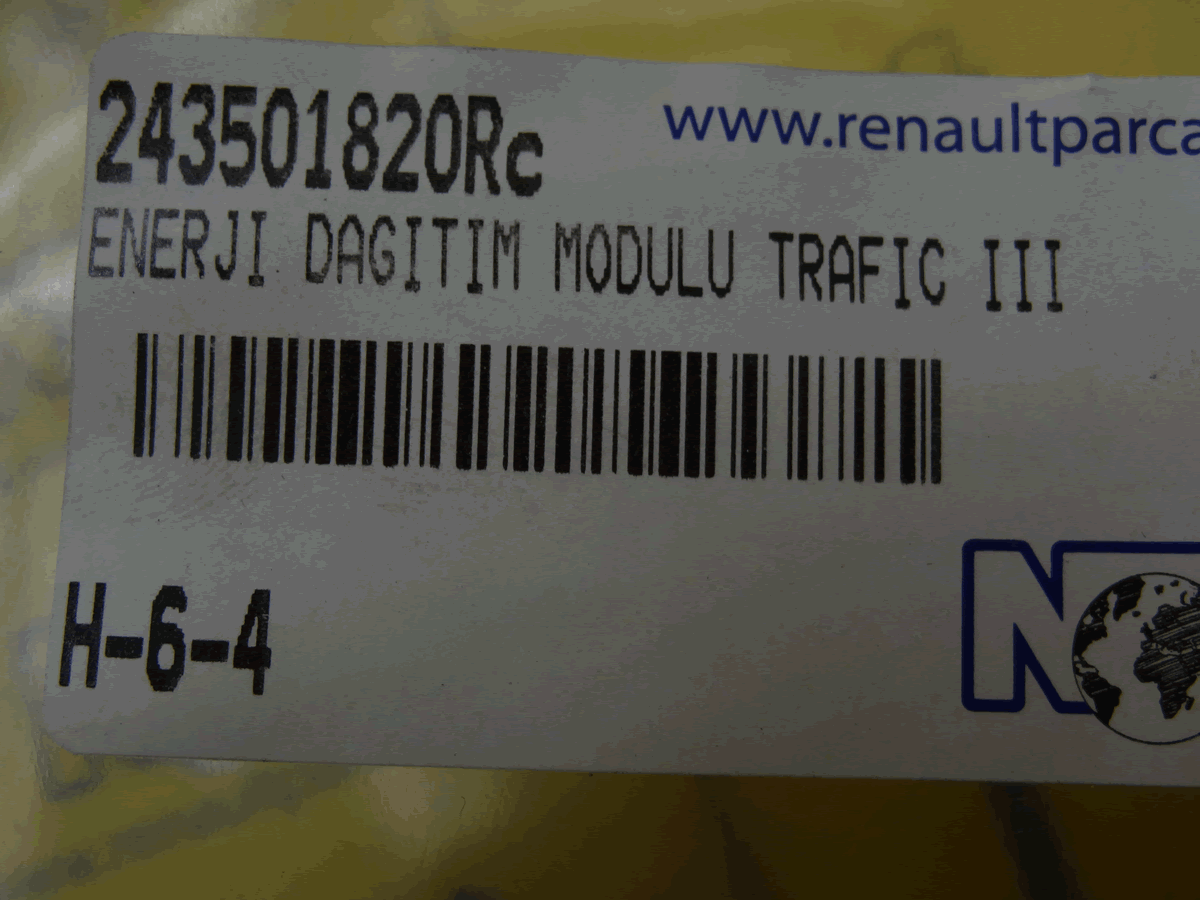 243501820Rc
www.renaultparca
ENERJI DAGITIM MODULU TRAFIC III
H-6-4
N